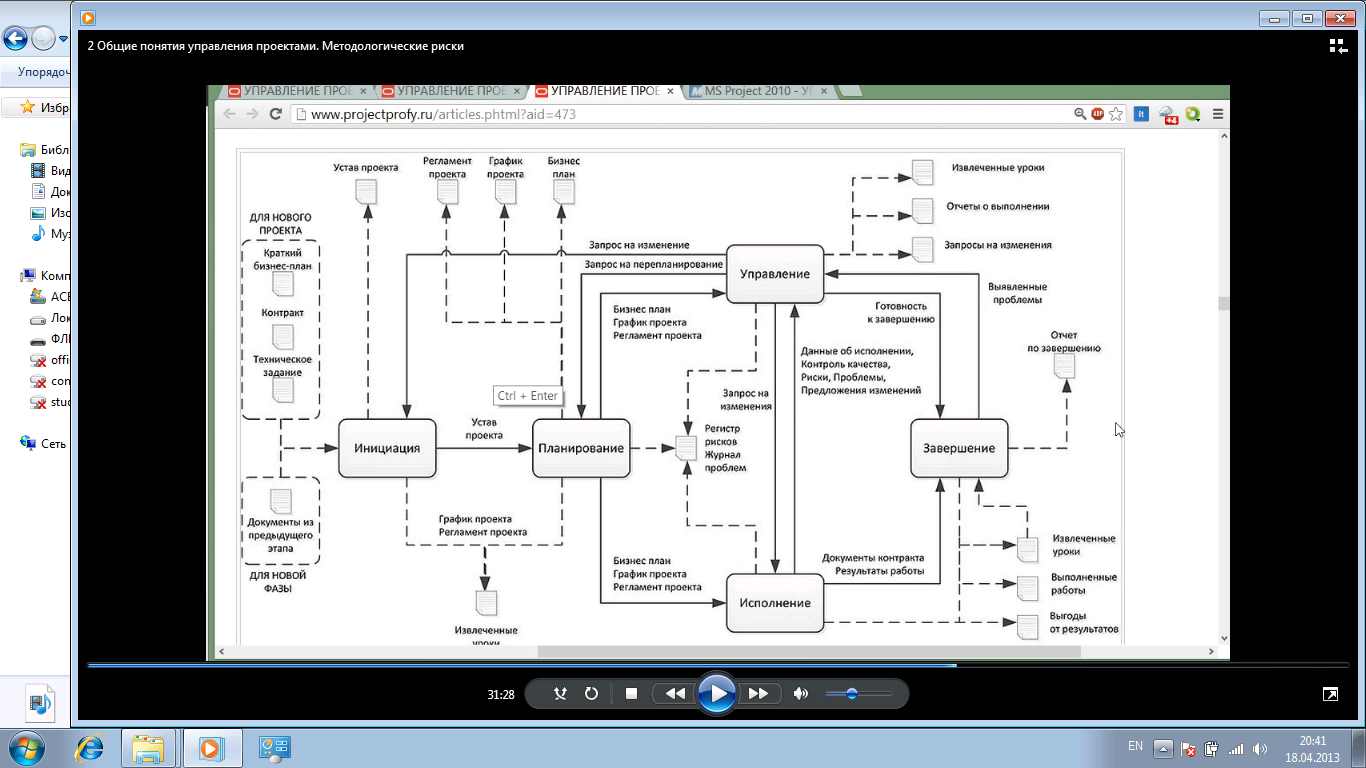 2 Общие понятия управления проектами. Методологические риски
Упорядоч
Избр
Библ
Вид
Док
Изо
Муз
Комп
ACE
Лок
ФЛ
offi
con
stud
Сеть
УПРАВЛЕНИЕ ПРОЕ
УПРАВЛЕНИЕ ПРОЕ
УПРАВЛЕНИЕ ПРОЕ
MS Project 2010 - УГ
www.projectprofy.ru/articles.phtml?aid=473
ABP
lt
+4
Устав проекта
Регламент
проекта
График
проекта
Бизнес
план
Извлеченные уроки
Отчеты о выполнении
Запросы на изменения
ДЛЯ НОВОГО
ПРОЕКТА
Краткий
бизнес-план
Контракт
Техническое
задание
Запрос на изменение
Запрос на перепланирование
Управление
Выявленные
проблемы
Бизнес план
График проекта
Регламент проекта
Готовность
к завершению
Отчет
по завершению
Данные об исполнении,
Контроль качества,
Риски, Проблемы,
Предложения изменений
Ctrl + Enter
Запрос на
изменения
Инициация
Устав
проекта
Планирование
Регистр
рисков
Журнал
проблем
Завершение
Документы из
предыдущего
этапа
ДЛЯ НОВОЙ
ФАЗЫ
График проекта
Регламент проекта
Бизнес план
График проекта
Регламент проекта
Документы контракта
Результаты работы
Исполнение
Извлеченные
уроки
Выполненные
работы
Выгоды
от результатов
Извлеченные
уроки
31:28
EN
20:41
18.04.2013